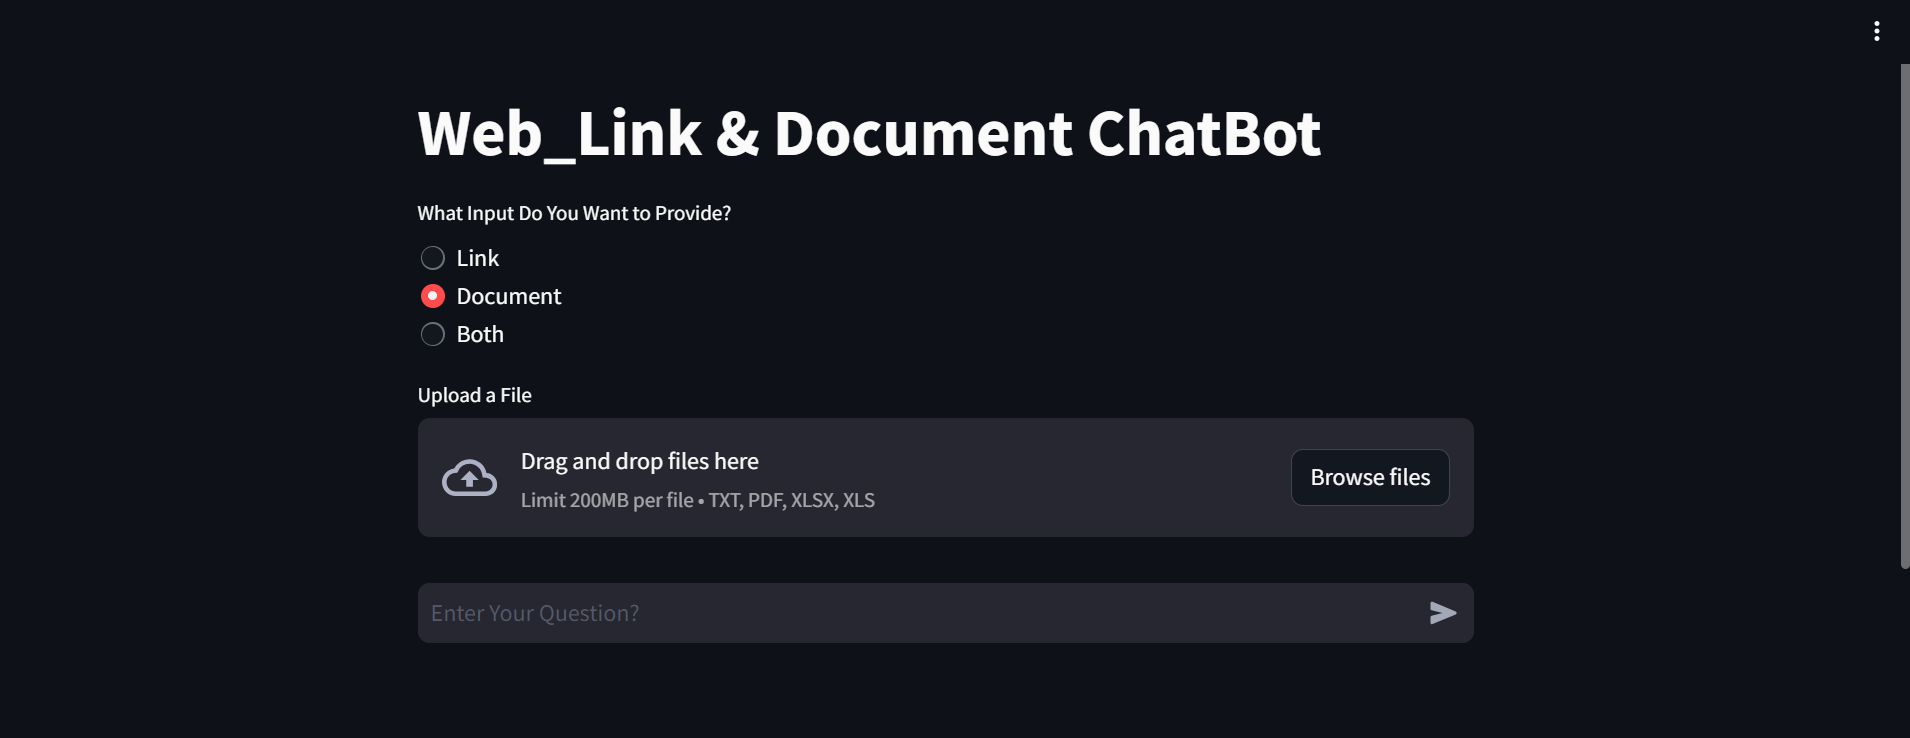 Web_Link & Document ChatBot
What Input Do You Want to Provide?
Link
Document
Both
Upload a File
Drag and drop files here
Limit 200MB per file • TXT, PDF, XLSX, XLS
Browse files
Enter Your Question?